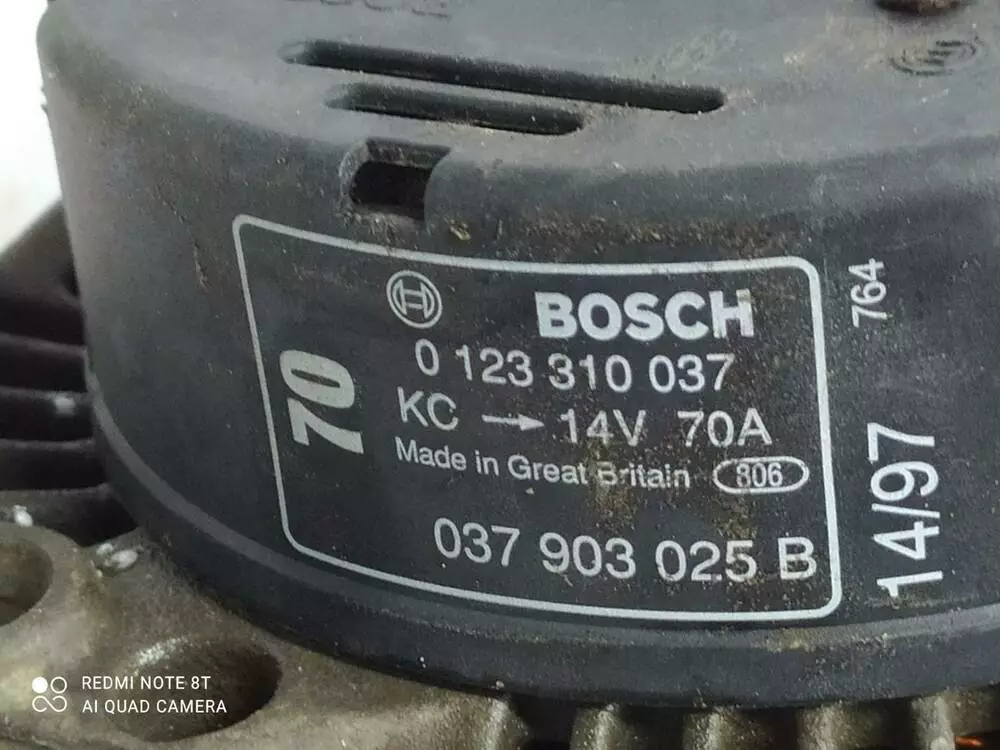 BOSCH
0 123 310 037
KC → 14V 70A
Made in Great Britain 806
037 903 025 B
70
764
14/97
REDMI NOTE 8T
AI QUAD CAMERA